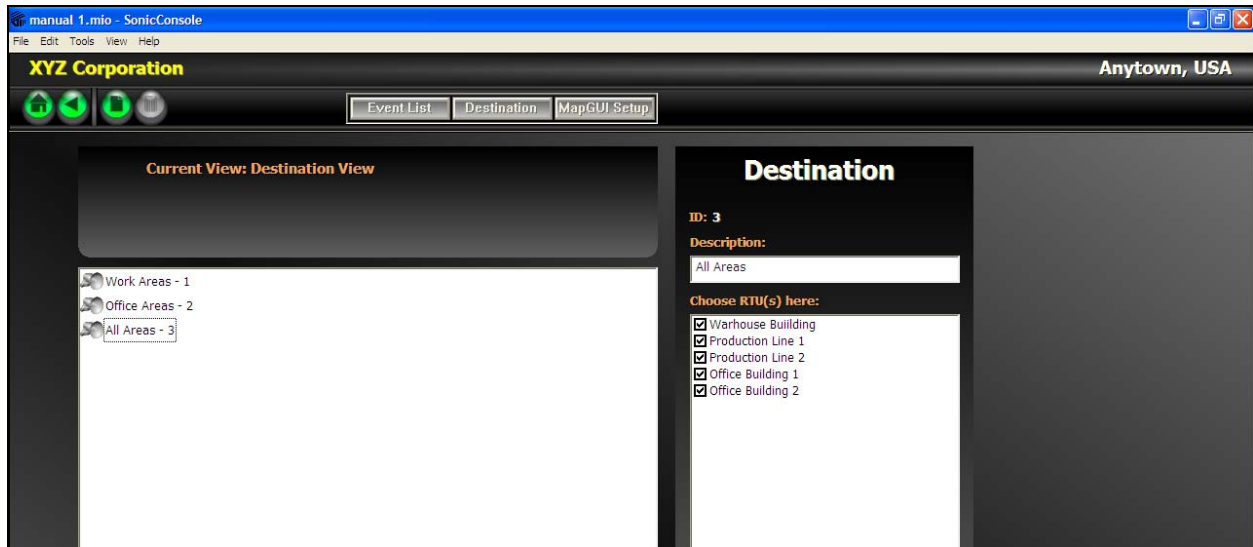 manual 1.mio - SonicConsole
File Edit Tools View Help
XYZ Corporation
Anytown, USA
Event List Destination MapGUI Setup
Current View: Destination View
Work Areas - 1
Office Areas - 2
All Areas - 3
Destination
ID: 3
Description:
All Areas
Choose RTU(s) here:
Warhouse Buiilding
Production Line 1
Production Line 2
Office Building 1
Office Building 2